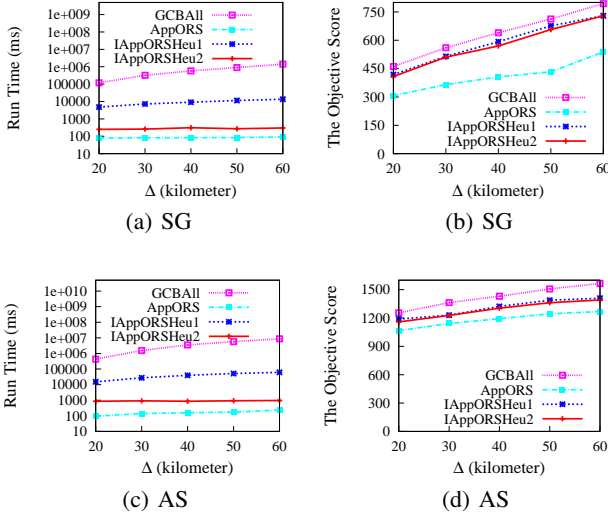 Run Time (ms)
1e+009
1e+008
1e+007
1e+006
100000
10000
1000
100
10
GCBAll
AppORS
IAppORSHeu1
IAppORSHeu2
20 30 40 50 60
Δ (kilometer)
(a) SG
The Objective Score
750
600
450
300
150
0
GCBAll
AppORS
IAppORSHeu1
IAppORSHeu2
20 30 40 50 60
Δ (kilometer)
(b) SG
Run Time (ms)
1e+010
1e+009
1e+008
1e+007
1e+006
100000
10000
1000
100
10
GCBAll
AppORS
IAppORSHeu1
IAppORSHeu2
20 30 40 50 60
Δ (kilometer)
(c) AS
The Objective Score
1500
1200
900
600
300
0
GCBAll
AppORS
IAppORSHeu1
IAppORSHeu2
20 30 40 50 60
Δ (kilometer)
(d) AS